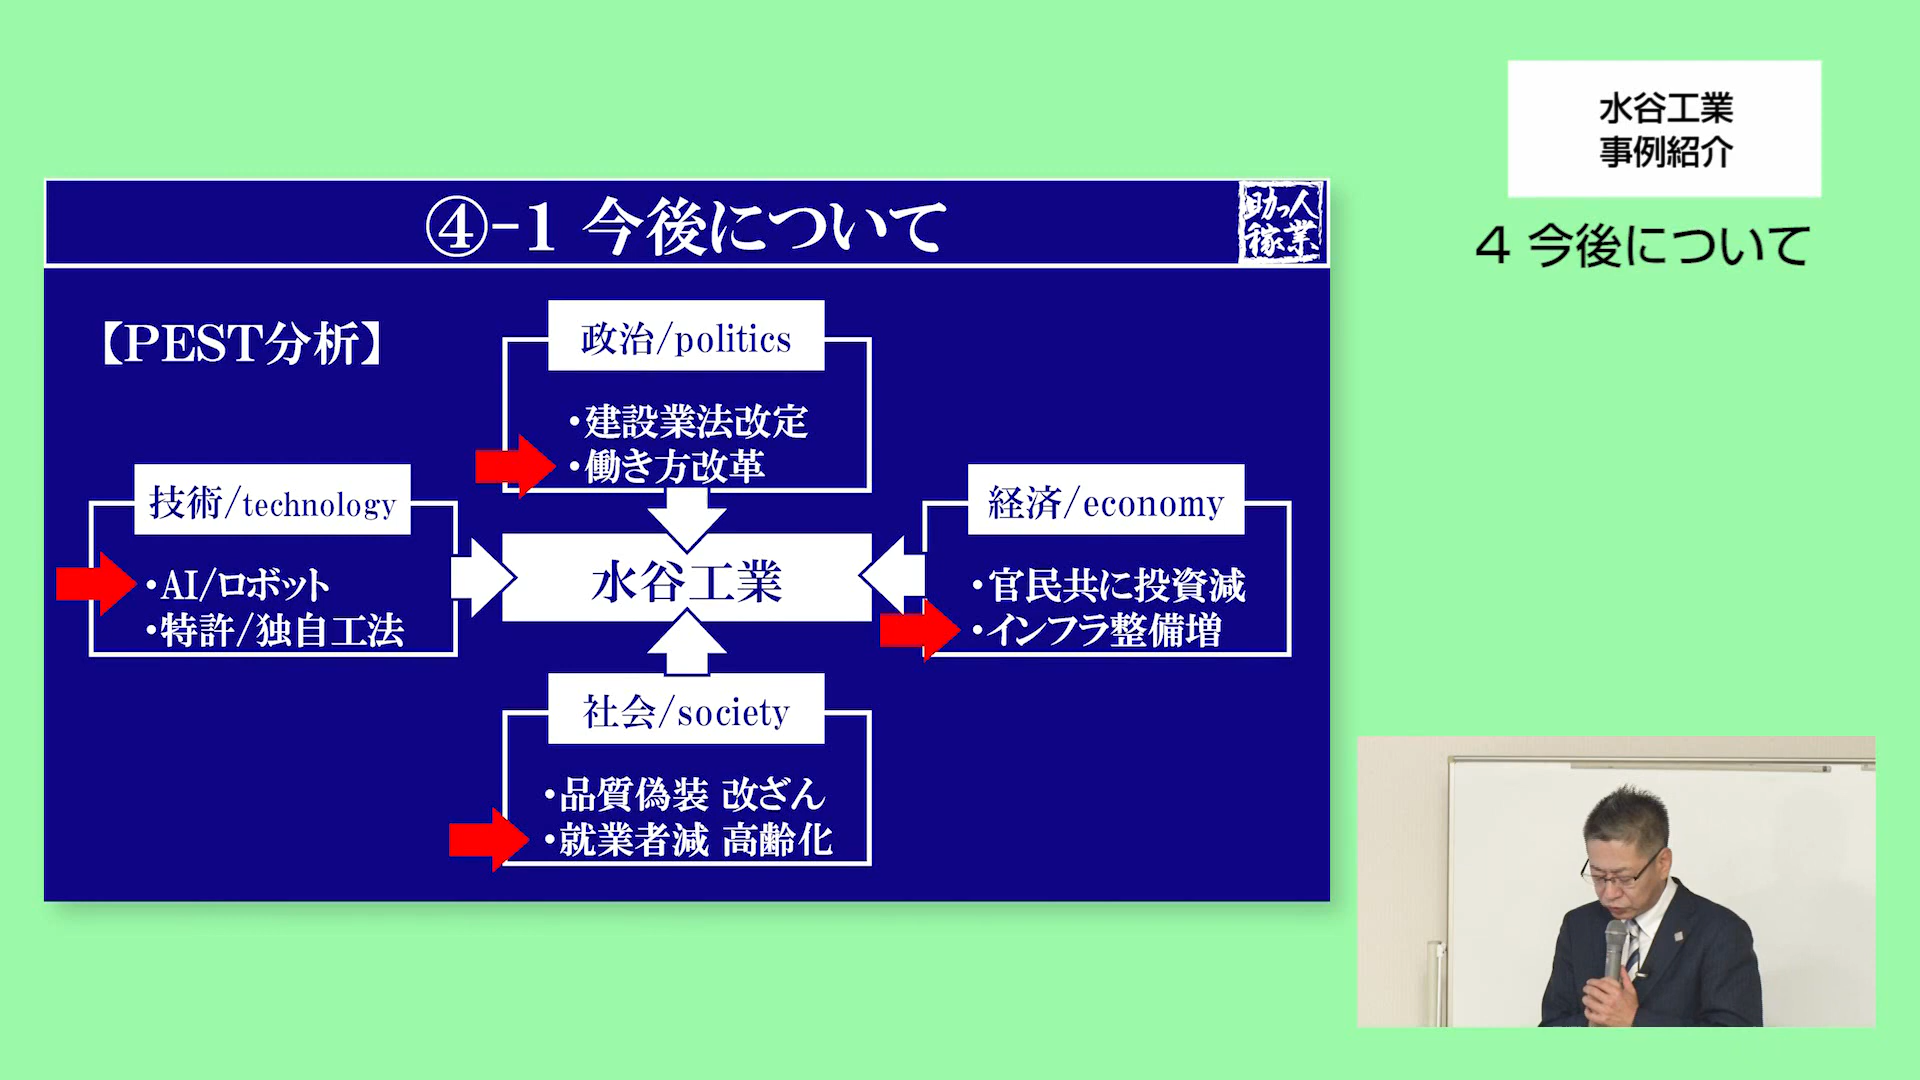 ④-1 今後について
助っ人
稼業
【PEST分析】
政治/politics
・建設業法改定
・働き方改革
技術/technology
・AI/ロボット
・特許/独自工法
水谷工業
経済/economy
・官民共に投資減
・インフラ整備増
社会/society
・品質偽装 改ざん
・就業者減 高齢化
水谷工業
事例紹介
4 今後について